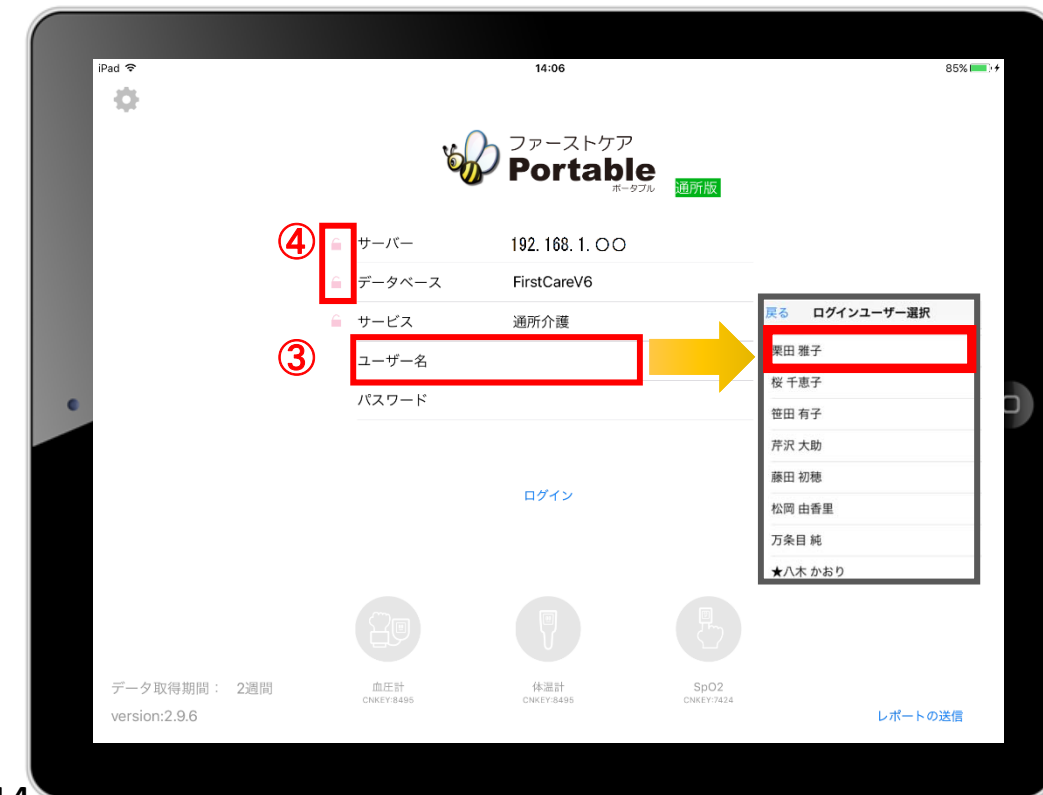 iPad 14:06 85%
ファーストケア
Portable
ポータブル 通所版
④ サーバー 192.168.1.〇〇
データベース FirstCareV6
サービス 通所介護
③ ユーザー名
パスワード
ログイン
戻る ログインユーザー選択
栗田 雅子
桜 千恵子
笹田 有子
芹沢 大助
藤田 初穂
松岡 由香里
万条目 純
★八木 かおり
血圧計 体温計 SpO2
CNKEY:8495 CNKEY:8495 CNKEY:7424
データ取得期間： 2週間
version:2.9.6
レポートの送信